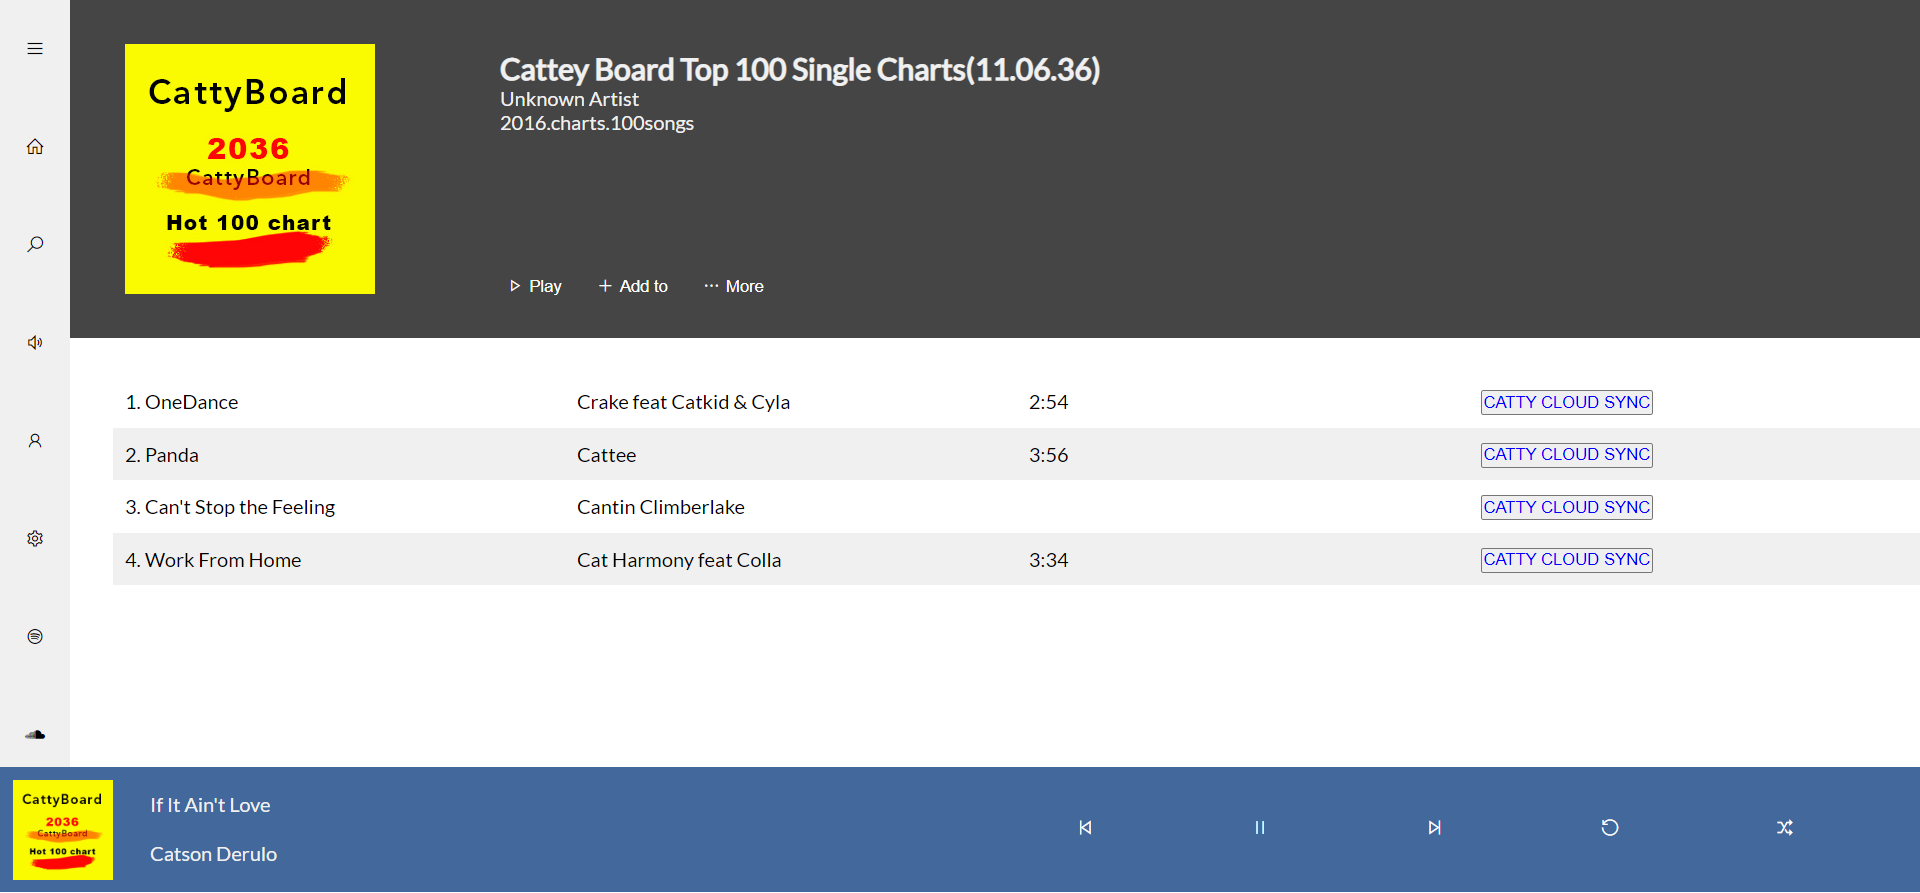 CattyBoard
2036
CattyBoard
Hot 100 chart
Cattey Board Top 100 Single Charts(11.06.36)
Unknown Artist
2016.charts.100songs
Play Add to More
1. OneDance Crake feat Catkid & Cyla 2:54 CATTY CLOUD SYNC
2. Panda Cattee 3:56 CATTY CLOUD SYNC
3. Can't Stop the Feeling Cantin Climberlake CATTY CLOUD SYNC
4. Work From Home Cat Harmony feat Colla 3:34 CATTY CLOUD SYNC
CattyBoard
2036
CattyBoard
Hot 100 chart
If It Ain't Love
Catson Derulo